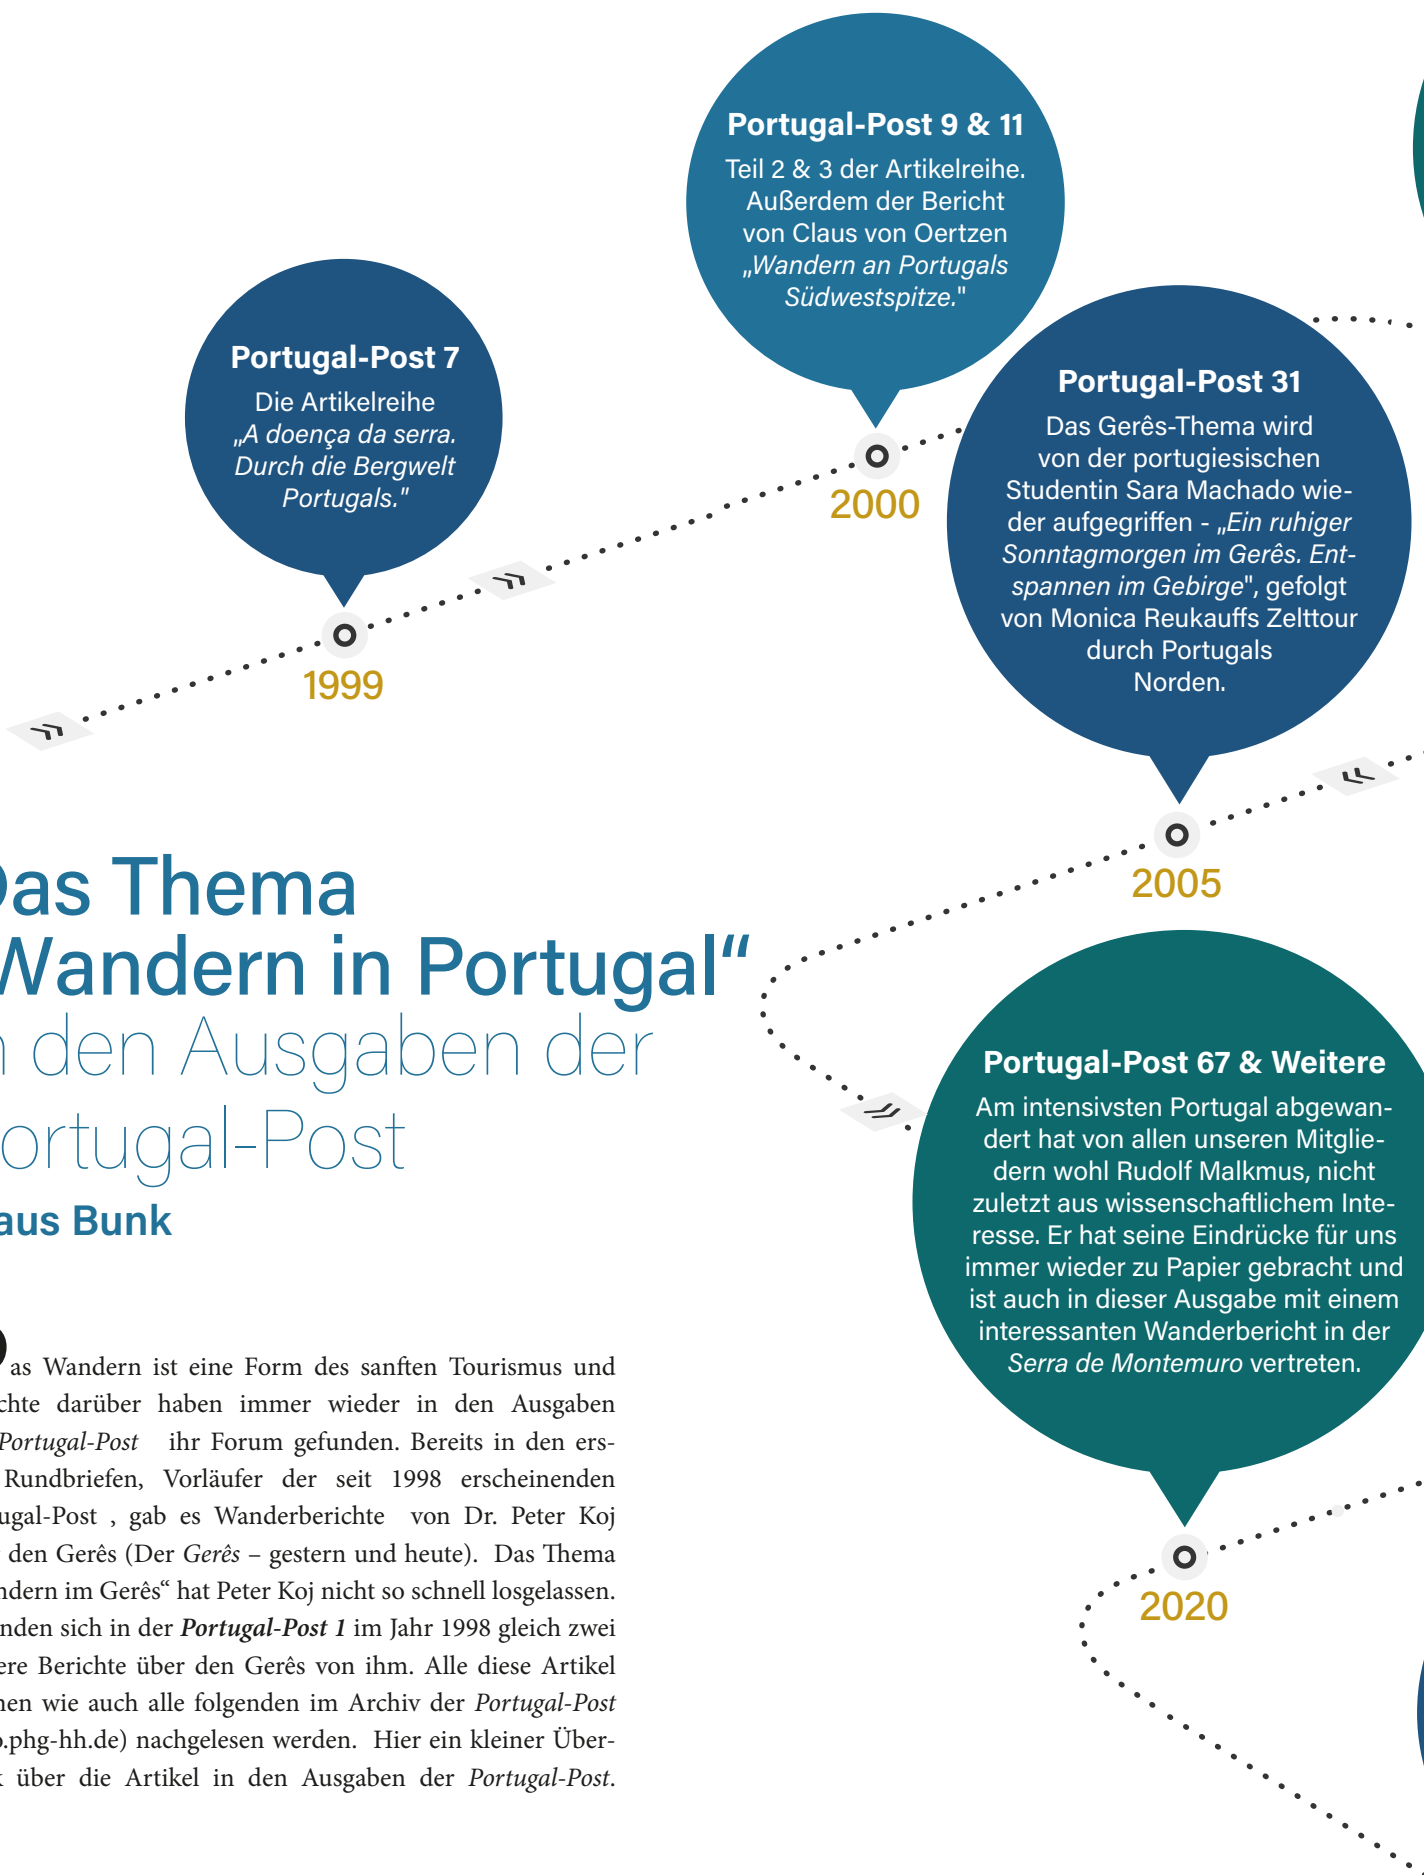 Portugal-Post 9 & 11
Teil 2 & 3 der Artikelreihe.
Außerdem der Bericht
von Claus von Oertzen
„Wandern an Portugals
Südwestspitze."
2000
Portugal-Post 7
Die Artikelreihe
„A doença da serra.
Durch die Bergwelt
Portugals."
1999
Portugal-Post 31
Das Gerês-Thema wird
von der portugiesischen
Studentin Sara Machado wie-
der aufgegriffen - „Ein ruhiger
Sonntagmorgen im Gerês. Ent-
spannen im Gebirge", gefolgt
von Monica Reukauffs Zelttour
durch Portugals
Norden.
2005
Das Thema
Wandern in Portugal“
n den Ausgaben der
ortugal-Post
aus Bunk
as Wandern ist eine Form des sanften Tourismus und
chte darüber haben immer wieder in den Ausgaben
Portugal-Post ihr Forum gefunden. Bereits in den ers-
Rundbriefen, Vorläufer der seit 1998 erscheinenden
ugal-Post , gab es Wanderberichte von Dr. Peter Koj
den Gerês (Der Gerês – gestern und heute). Das Thema
ndern im Gerês“ hat Peter Koj nicht so schnell losgelassen.
nden sich in der Portugal-Post 1 im Jahr 1998 gleich zwei
ere Berichte über den Gerês von ihm. Alle diese Artikel
nen wie auch alle folgenden im Archiv der Portugal-Post
o.phg-hh.de) nachgelesen werden. Hier ein kleiner Über-
k über die Artikel in den Ausgaben der Portugal-Post.
Portugal-Post 67 & Weitere
Am intensivsten Portugal abgewan-
dert hat von allen unseren Mitglie-
dern wohl Rudolf Malkmus, nicht
zuletzt aus wissenschaftlichem Inte-
resse. Er hat seine Eindrücke für uns
immer wieder zu Papier gebracht und
ist auch in dieser Ausgabe mit einem
interessanten Wanderbericht in der
Serra de Montemuro vertreten.
2020